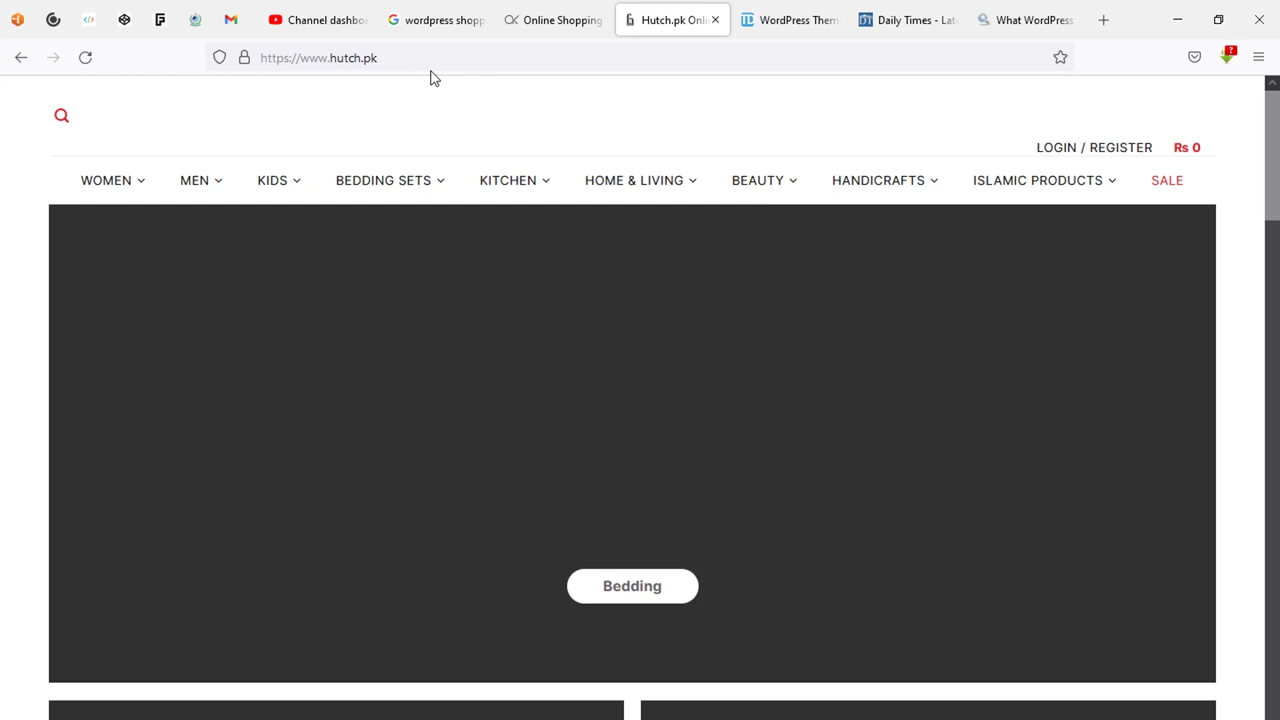 Channel dashbo
wordpress shopp
Online Shopping
Hutch.pk Onli
WordPress Them
Daily Times - Lat
What WordPress
https://www.hutch.pk
LOGIN / REGISTER Rs 0
WOMEN MEN KIDS BEDDING SETS KITCHEN HOME & LIVING BEAUTY HANDICRAFTS ISLAMIC PRODUCTS SALE
Bedding